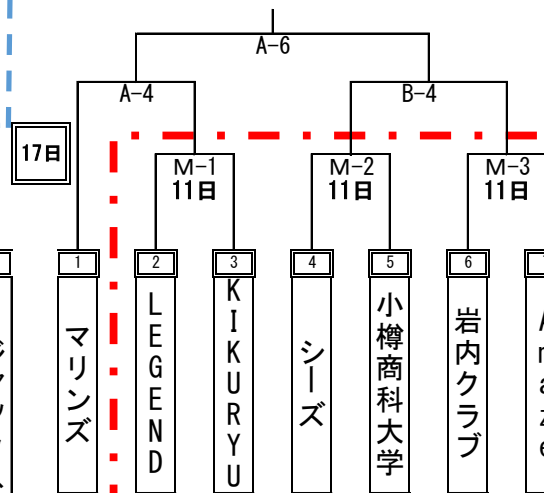 A-6
A-4
B-4
17日
M-1
11日
M-2
11日
M-3
11日
1
2
3
4
5
6
マリンズ
LEGEND
KIKURYU
シーズ
小樽商科大学
岩内クラブ